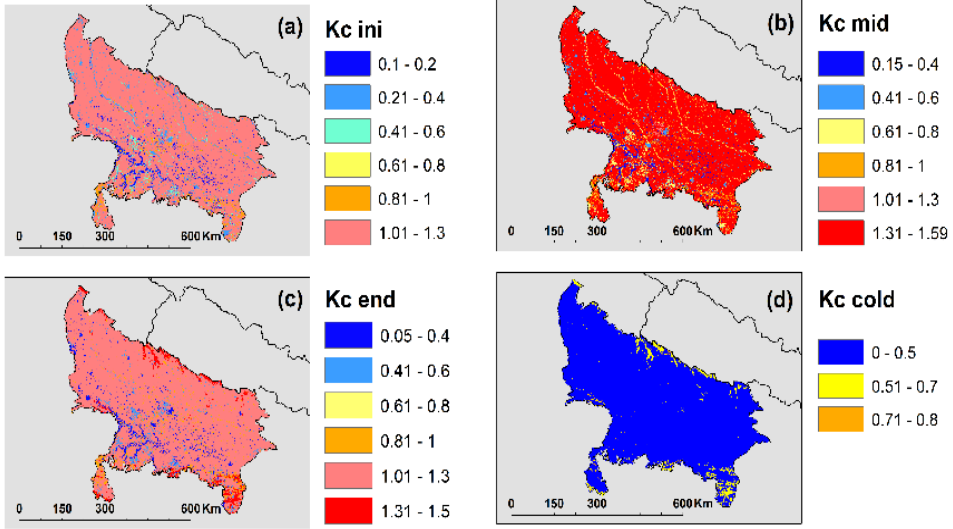 (a)
Kc ini
0.1 - 0.2
0.21 - 0.4
0.41 - 0.6
0.61 - 0.8
0.81 - 1
1.01 - 1.3
0 150 300 600 Km
(b)
Kc mid
0.15 - 0.4
0.41 - 0.6
0.61 - 0.8
0.81 - 1
1.01 - 1.3
1.31 - 1.59
0 150 300 600 Km
(c)
Kc end
0.05 - 0.4
0.41 - 0.6
0.61 - 0.8
0.81 - 1
1.01 - 1.3
1.31 - 1.5
0 150 300 600 Km
(d)
Kc cold
0 - 0.5
0.51 - 0.7
0.71 - 0.8
0 150 300 600 Km